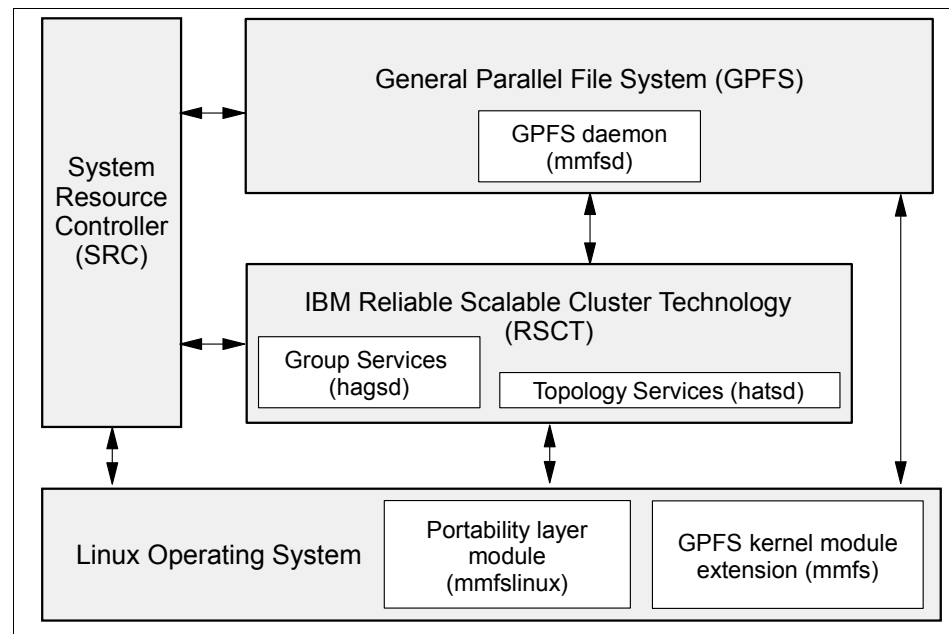 System
Resource
Controller
(SRC)
General Parallel File System (GPFS)
GPFS daemon
(mmfsd)
IBM Reliable Scalable Cluster Technology
(RSCT)
Group Services
(hagsd)
Topology Services (hatsd)
Linux Operating System
Portability layer
module
(mmfslinux)
GPFS kernel module
extension (mmfs)